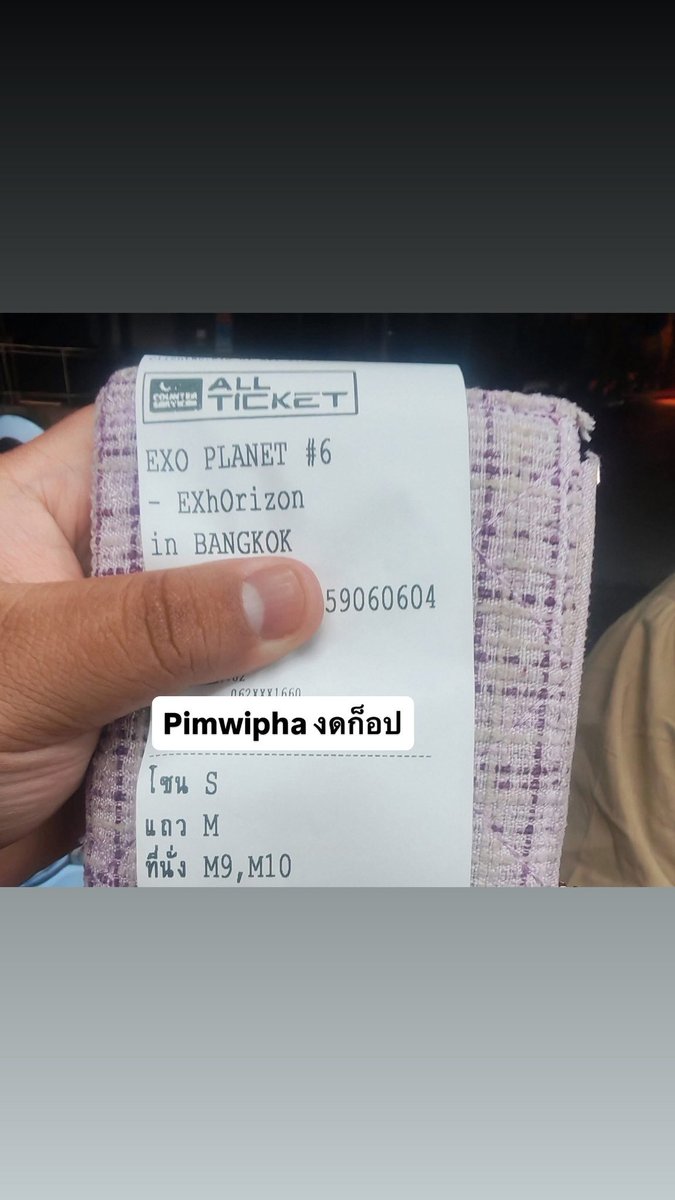 COUNTER
SERVICE
ALL
TICKET
EXO PLANET #6
- EXhOrizon
in BANGKOK
59060604
062XXX1660
Pimwipha งดก็อป
โซน S
แถว M
ที่นั่ง M9,M10